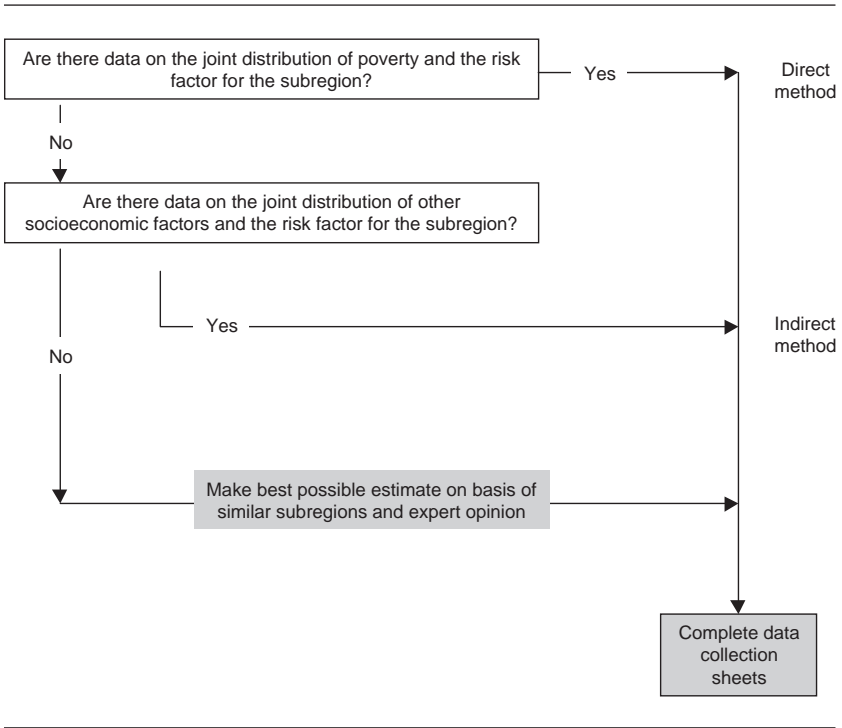 Are there data on the joint distribution of poverty and the risk
factor for the subregion?
Yes
Direct
method
No
Are there data on the joint distribution of other
socioeconomic factors and the risk factor for the subregion?
Yes
Indirect
method
No
Make best possible estimate on basis of
similar subregions and expert opinion
Complete data
collection
sheets